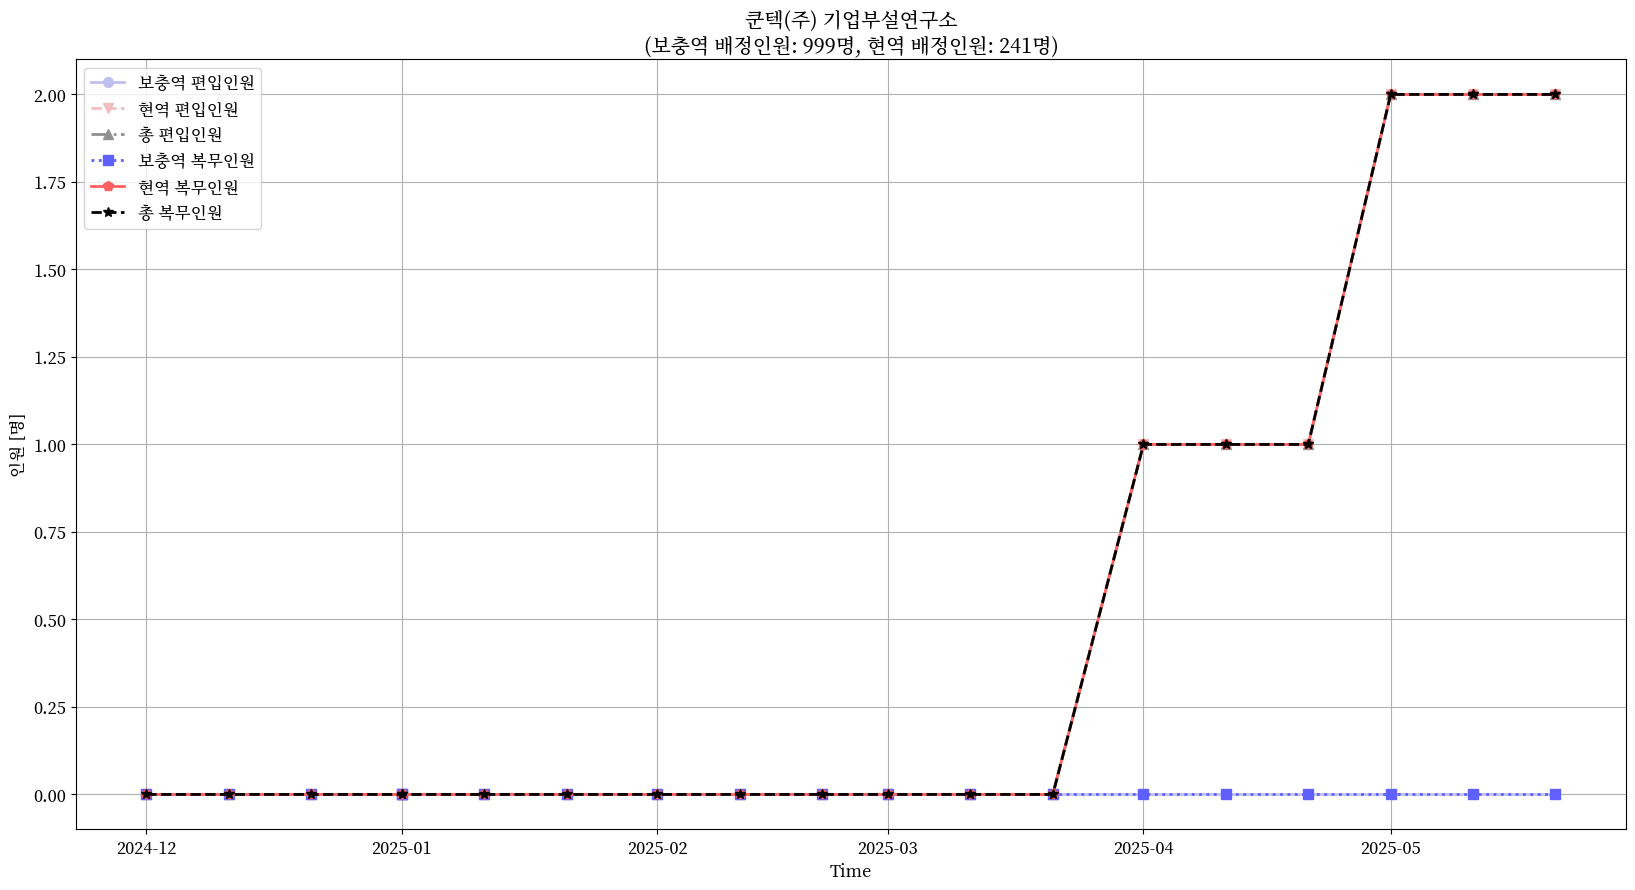 쿤텍(주) 기업부설연구소
(보충역 배정인원: 999명, 현역 배정인원: 241명)
보충역 편입인원
현역 편입인원
총 편입인원
보충역 복무인원
현역 복무인원
총 복무인원
2.00
1.75
1.50
1.25
1.00
0.75
0.50
0.25
0.00
인원 [명]
2024-12 2025-01 2025-02 2025-03 2025-04 2025-05
Time